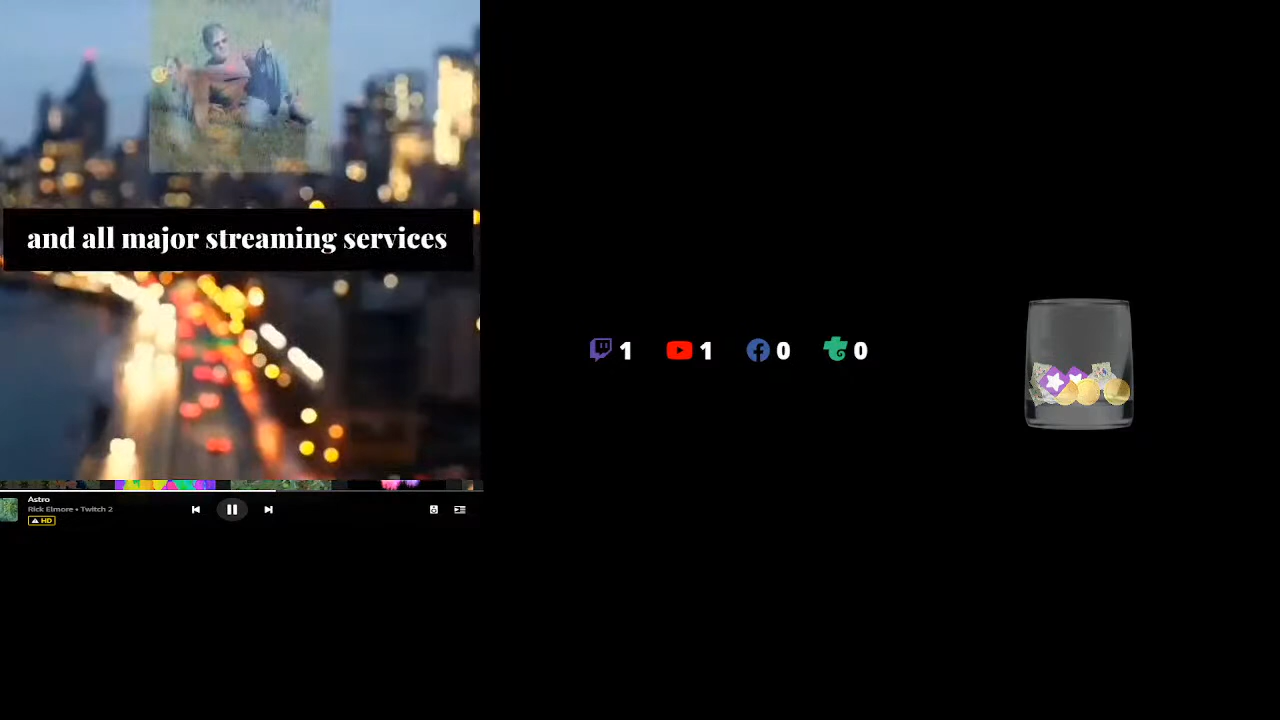 and all major streaming services
1 1 0 0
Astro
Rick Elmore • Twitch 2
HD